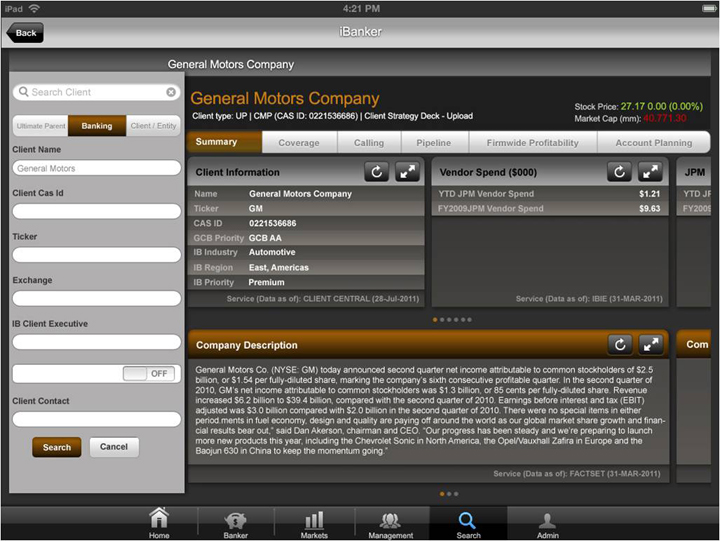 iPad
4:21 PM
Back
iBanker
General Motors Company
Search Client
Ultimate Parent
Banking
Client / Entity
Client Name
General Motors
Client Cas Id
Ticker
Exchange
IB Client Executive
OFF
Client Contact
Search
Cancel
General Motors Company
Client type: UP | CMP (CAS ID: 0221536686) | Client Strategy Deck - Upload
Stock Price: 27.17 0.00 (0.00%)
Market Cap (mm): 40,771.30
Summary
Coverage
Calling
Pipeline
Firmwide Profitability
Account Planning
Client Information
Name General Motors Company
Ticker GM
CAS ID 0221536686
GCB Priority GCB AA
IB Industry Automotive
IB Region East, Americas
IB Priority Premium
Service (Data as of): CLIENT CENTRAL (28-Jul-2011)
Vendor Spend ($000)
YTD JPM Vendor Spend $1.21
FY2009JPM Vendor Spend $9.63
Service (Data as of): IBIE (31-MAR-2011)
JPM
YTD JF
FY2009
Company Description
General Motors Co. (NYSE: GM) today announced second quarter net income attributable to common stockholders of $2.5
billion, or $1.54 per fully-diluted share, marking the company's sixth consecutive profitable quarter. In the second quarter of
2010, GM's net income attributable to common stockholders was $1.3 billion, or 85 cents per fully-diluted share. Revenue
increased $6.2 billion to $39.4 billion, compared with the second quarter of 2010. Earnings before interest and tax (EBIT)
adjusted was $3.0 billion compared with $2.0 billion in the second quarter of 2010. There were no special items in either
period.ments in fuel economy, design and quality are paying off around the world as our global market share growth and finan-
cial results bear out," said Dan Akerson, chairman and CEO. "Our progress has been steady and we're preparing to launch
more new products this year, including the Chevrolet Sonic in North America, the Opel/Vauxhall Zafira in Europe and the
Baojun 630 in China to keep the momentum going."
Service (Data as of): FACTSET (31-MAR-2011)
Com
Home
Banker
Markets
Management
Search
Admin